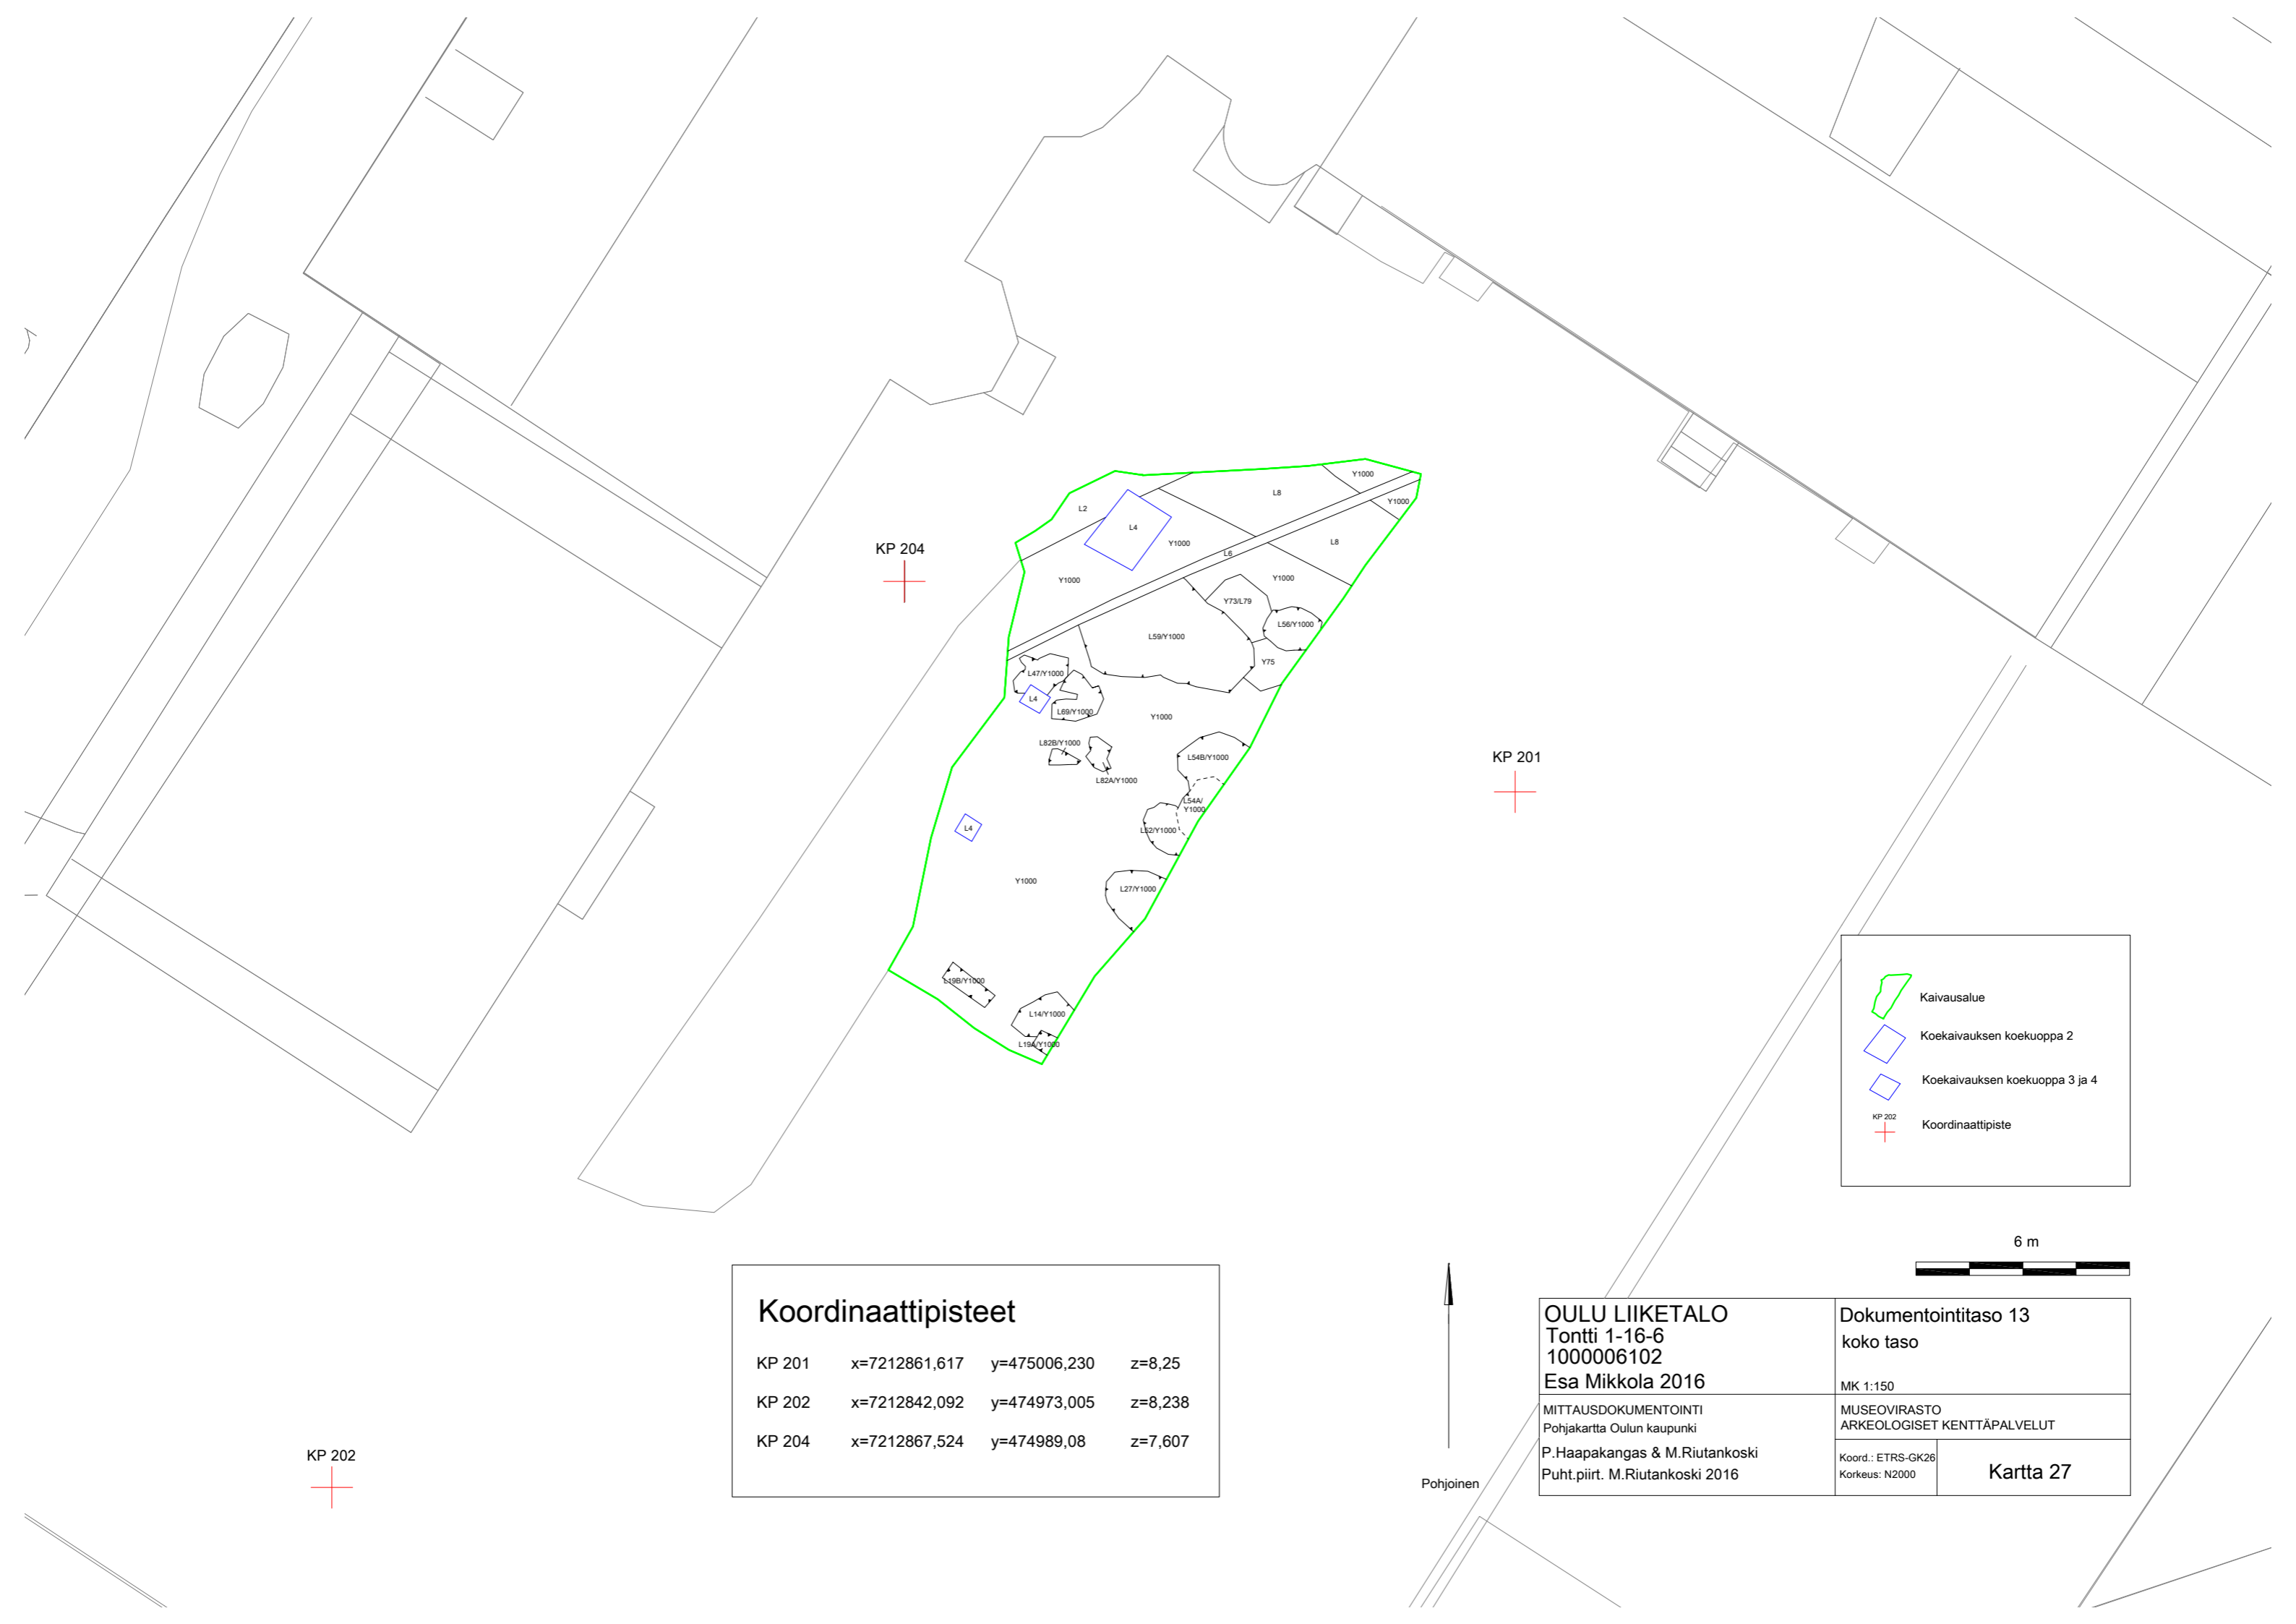 Y1000
L8
Y1000
L2
L4
Y1000
L8
L6
Y1000
Y1000
Y73/L79
L56/Y1000
L59/Y1000
Y75
L47/Y1000
L4
L69/Y1000
Y1000
L82B/Y1000
L82A/Y1000
L54B/Y1000
L54A/
Y1000
L52/Y1000
L4
Y1000
L27/Y1000
L19B/Y1000
L14/Y1000
L19A/Y1000
KP 204
KP 201
KP 202
Kaivausalue
Koekaivauksen koekuoppa 2
Koekaivauksen koekuoppa 3 ja 4
KP 202
Koordinaattipiste
6 m
Koordinaattipisteet
KP 201 x=7212861,617 y=475006,230 z=8,25
KP 202 x=7212842,092 y=474973,005 z=8,238
KP 204 x=7212867,524 y=474989,08 z=7,607
Pohjoinen
OULU LIIKETALO
Tontti 1-16-6
1000006102
Esa Mikkola 2016
Dokumentointitaso 13
koko taso
MK 1:150
MITTAUSDOKUMENTOINTI
Pohjakartta Oulun kaupunki
P.Haapakangas & M.Riutankoski
Puht.piirt. M.Riutankoski 2016
MUSEOVIRASTO
ARKEOLOGISET KENTTÄPALVELUT
Koord.: ETRS-GK26
Korkeus: N2000
Kartta 27